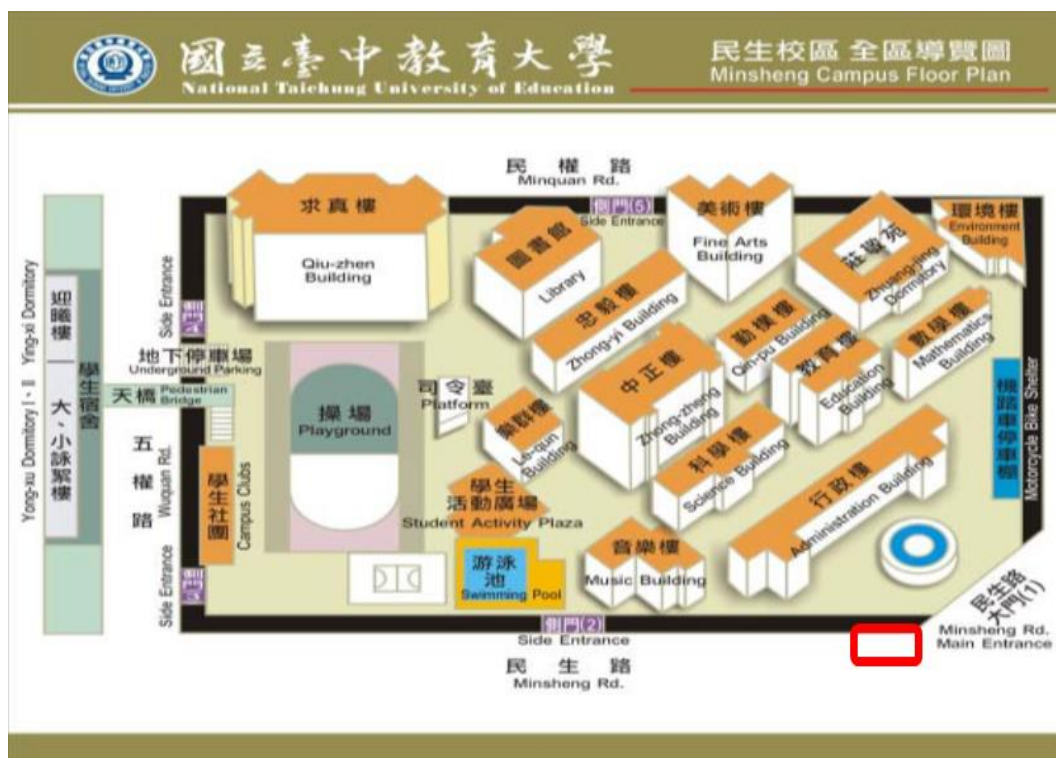 國立臺中教育大學
National Taichung University of Education
民生校區 全區導覽圖
Minsheng Campus Floor Plan
民權路
Minquan Rd.
求真樓
Qiu-zhen
Building
側門(5)
Side Entrance
美術樓
Fine Arts
Building
環境樓
Environment
Building
莊敬苑
Zhuang-jing
Dormitory
圖書館
Library
忠毅樓
Zhong-yi Building
勤樸樓
Qin-pu Building
教育樓
Education
Building
數學樓
Mathematics
Building
中正樓
Zhong-zheng
Building
科學樓
Science Building
樂群樓
Le-qun
Building
行政樓
Administration Building
機踏車停車棚
Motorcycle Bike Shelter
Ying-xi Dormitory
Yong-xu Dormitory I、II
迎曦樓
大、小詠絮樓
學生宿舍
Side Entrance
側門4
地下停車場
Underground Parking
天橋
Pedestrian
Bridge
五權路
Wuquan Rd.
學生社團
Campus Clubs
操場
Playground
司令臺
Platform
學生
活動廣場
Student Activity Plaza
游泳
池
Swimming Pool
音樂樓
Music Building
Side Entrance
側門3
側門(2)
Side Entrance
民生路
Minsheng Rd.
民生路
大門(1)
Minsheng Rd.
Main Entrance